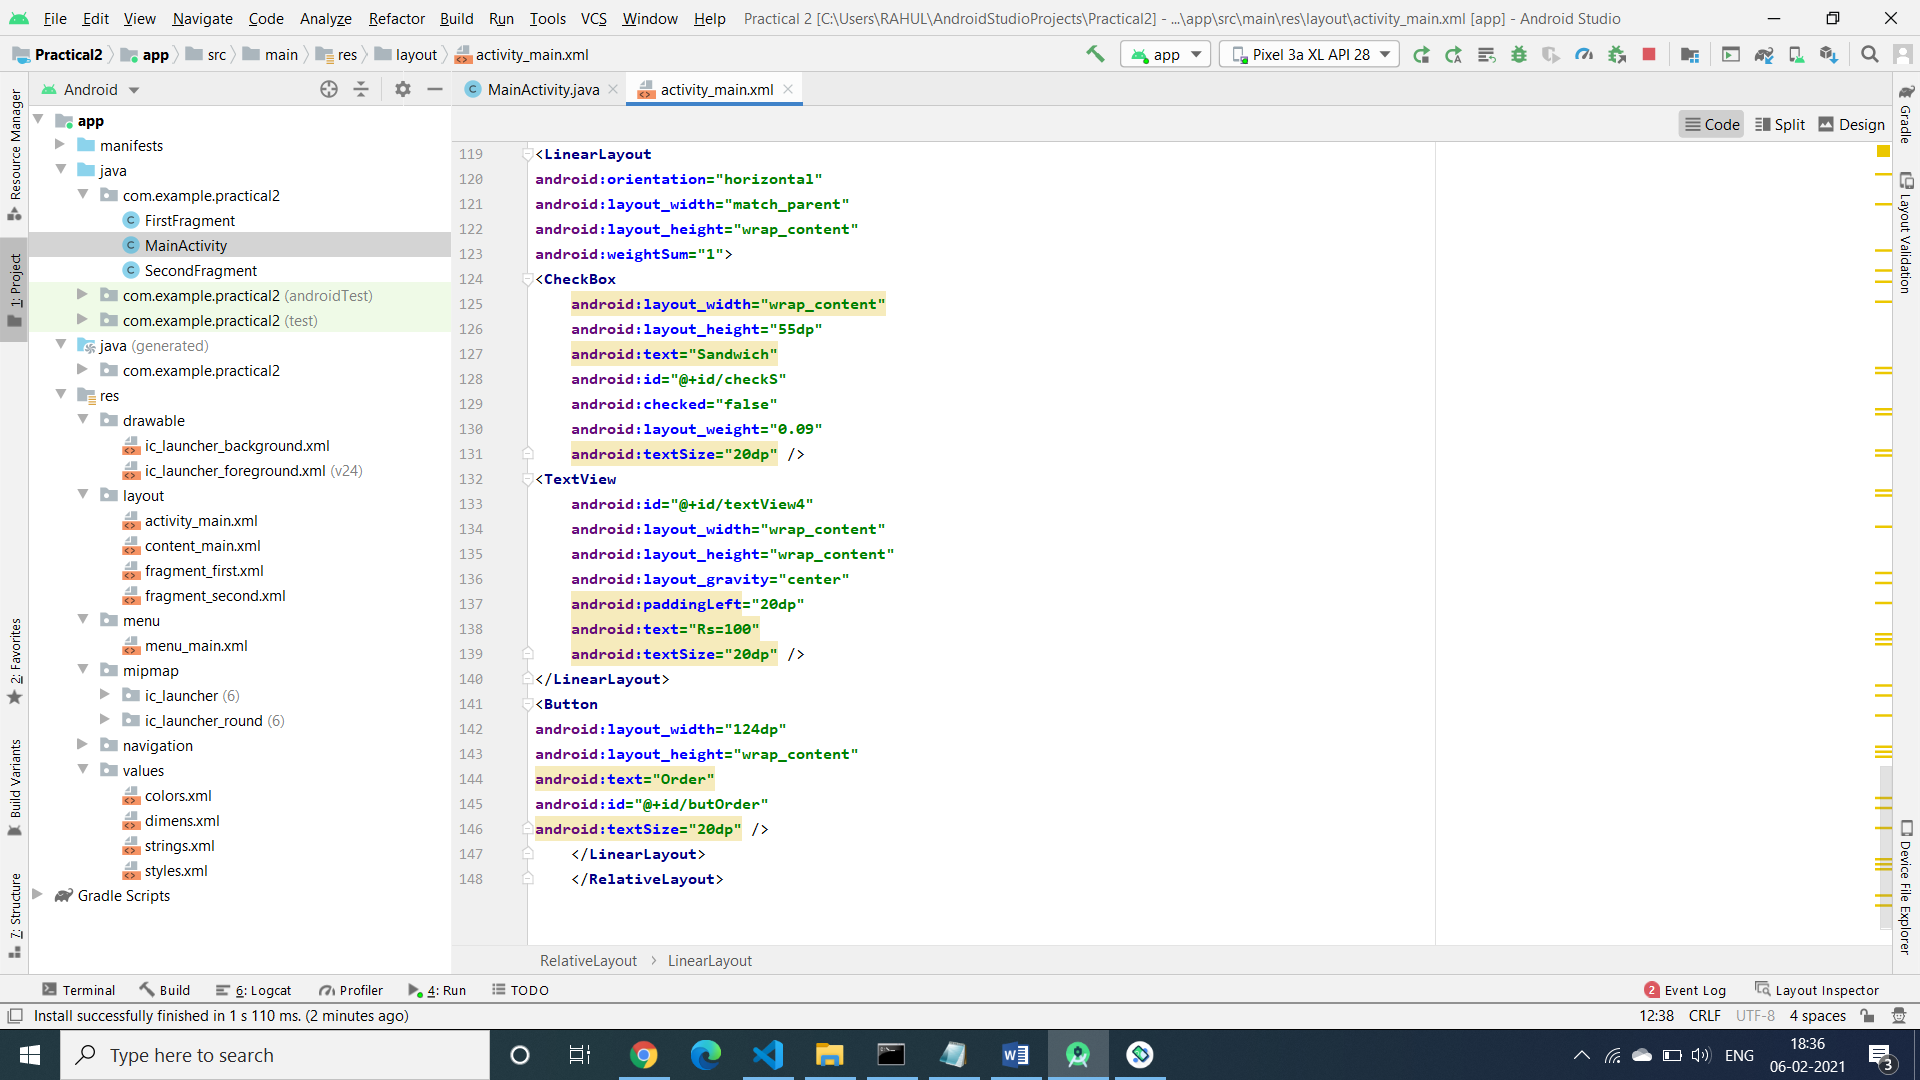 File Edit View Navigate Code Analyze Refactor Build Run Tools VCS Window Help Practical 2 [C:\Users\RAHUL\AndroidStudioProjects\Practical2] - ...\app\src\main\res\layout\activity_main.xml [app] - Android Studio
Practical2 app src main res layout activity_main.xml
app Pixel 3a XL API 28
Android
MainActivity.java activity_main.xml
Code Split Design
Resource Manager
1: Project
2: Favorites
Build Variants
7: Structure
app
manifests
java
com.example.practical2
FirstFragment
MainActivity
SecondFragment
com.example.practical2 (androidTest)
com.example.practical2 (test)
java (generated)
com.example.practical2
res
drawable
ic_launcher_background.xml
ic_launcher_foreground.xml (v24)
layout
activity_main.xml
content_main.xml
fragment_first.xml
fragment_second.xml
menu
menu_main.xml
mipmap
ic_launcher (6)
ic_launcher_round (6)
navigation
values
colors.xml
dimens.xml
strings.xml
styles.xml
Gradle Scripts
119 <LinearLayout
120 android:orientation="horizontal"
121 android:layout_width="match_parent"
122 android:layout_height="wrap_content"
123 android:weightSum="1">
124 <CheckBox
125 android:layout_width="wrap_content"
126 android:layout_height="55dp"
127 android:text="Sandwich"
128 android:id="@+id/checkS"
129 android:checked="false"
130 android:layout_weight="0.09"
131 android:textSize="20dp" />
132 <TextView
133 android:id="@+id/textView4"
134 android:layout_width="wrap_content"
135 android:layout_height="wrap_content"
136 android:layout_gravity="center"
137 android:paddingLeft="20dp"
138 android:text="Rs=100"
139 android:textSize="20dp" />
140 </LinearLayout>
141 <Button
142 android:layout_width="124dp"
143 android:layout_height="wrap_content"
144 android:text="Order"
145 android:id="@+id/butOrder"
146 android:textSize="20dp" />
147 </LinearLayout>
148 </RelativeLayout>
RelativeLayout LinearLayout
Gradle
Layout Validation
Device File Explorer
Terminal Build 6: Logcat Profiler 4: Run TODO 2 Event Log Layout Inspector
Install successfully finished in 1 s 110 ms. (2 minutes ago) 12:38 CRLF UTF-8 4 spaces
Type here to search
ENG
18:36
06-02-2021
3